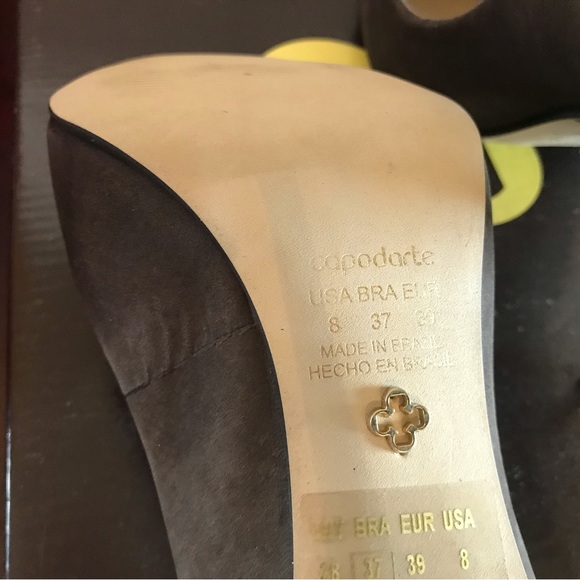 capodarte
USA BRA EUR
8 37 39
MADE IN BRAZIL
HECHO EN BRASIL
BRA EUR USA
37 39 8